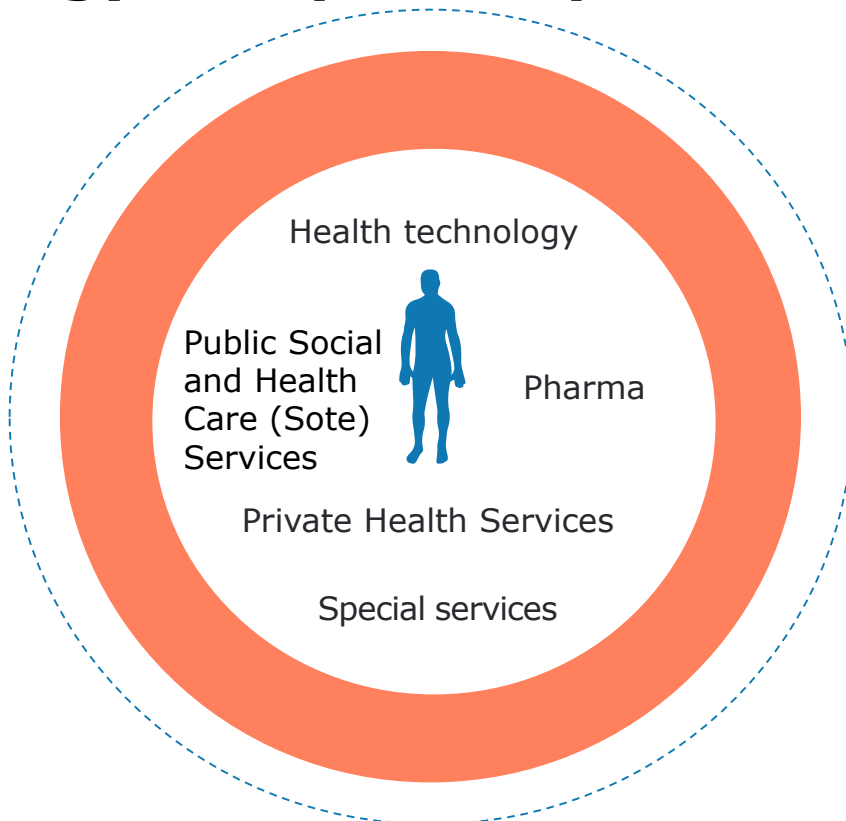 Health technology
Public Social
and Health
Care (Sote)
Services
Pharma
Private Health Services
Special services